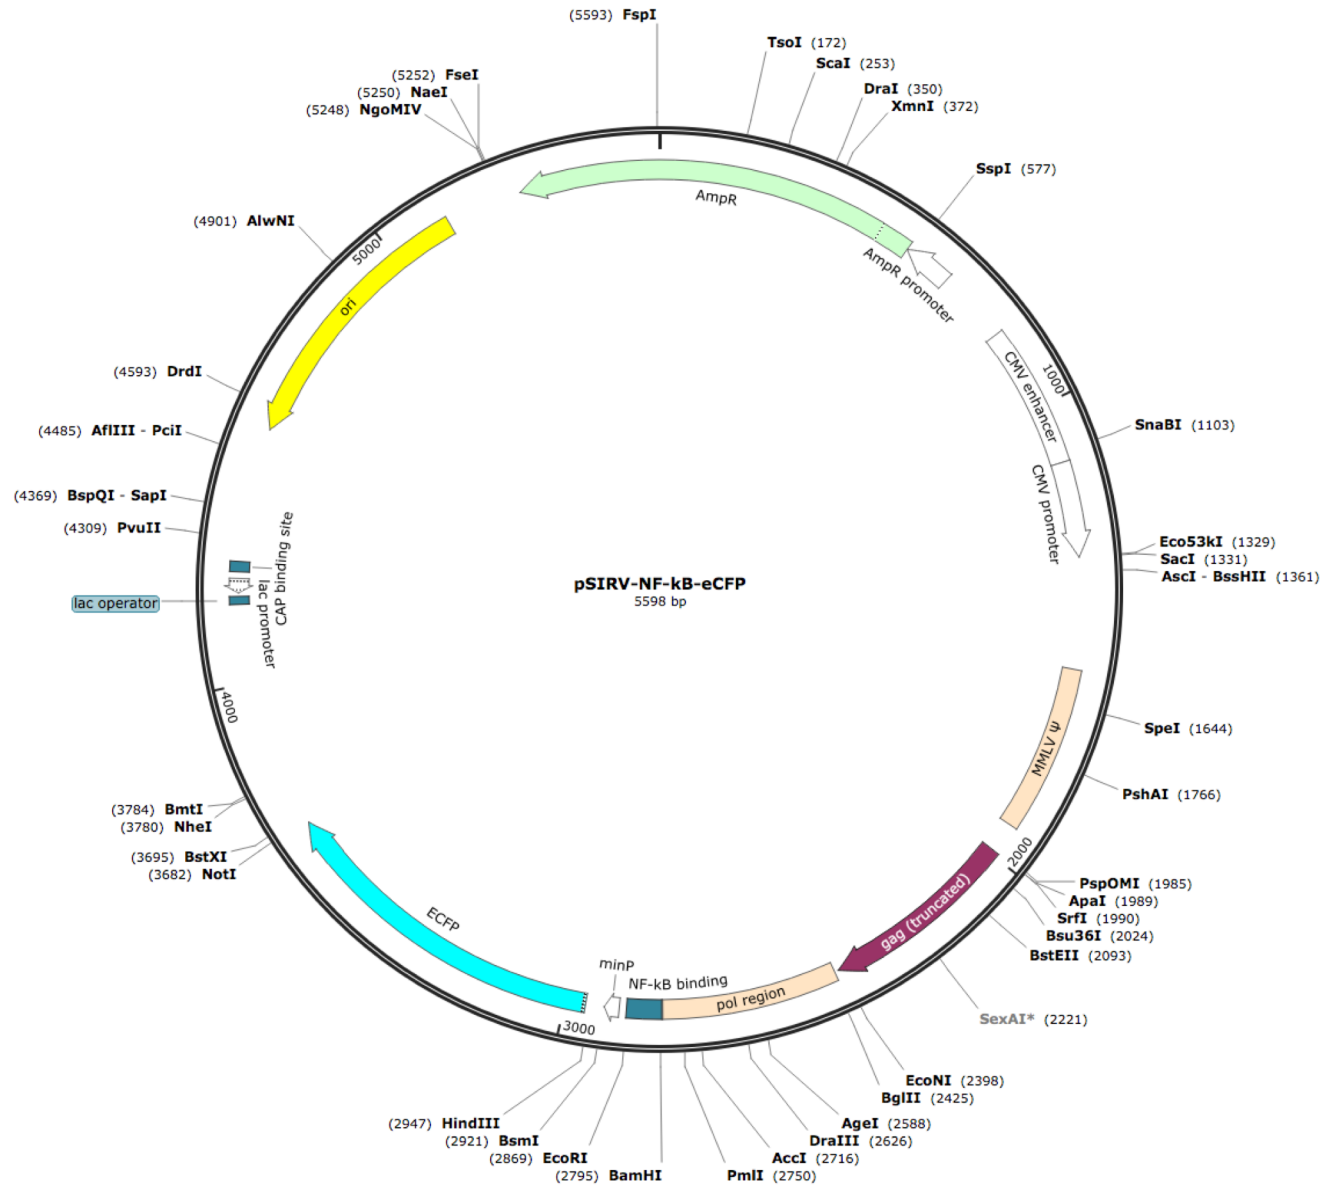 (5593) FspI
TsoI (172)
ScaI (253)
DraI (350)
XmnI (372)
SspI (577)
SnaBI (1103)
Eco53kI (1329)
SacI (1331)
AscI - BssHII (1361)
SpeI (1644)
PshAI (1766)
PspOMI (1985)
ApaI (1989)
SrfI (1990)
Bsu36I (2024)
BstEII (2093)
SexAI* (2221)
EcoNI (2398)
BglII (2425)
AgeI (2588)
DraIII (2626)
AccI (2716)
PmlI (2750)
(2795) BamHI
(2869) EcoRI
(2921) BsmI
(2947) HindIII
(3682) NotI
(3695) BstXI
(3780) NheI
(3784) BmtI
lac operator
(4309) PvuII
(4369) BspQI - SapI
(4485) AflIII - PciI
(4593) DrdI
(4901) AlwNI
(5248) NgoMIV
(5250) NaeI
(5252) FseI
AmpR
AmpR promoter
CMV enhancer
CMV promoter
1000
MMLV Ψ
2000
gag (truncated)
pol region
NF-kB binding
minP
3000
ECFP
4000
lac promoter
CAP binding site
ori
5000
pSIRV-NF-kB-eCFP
5598 bp